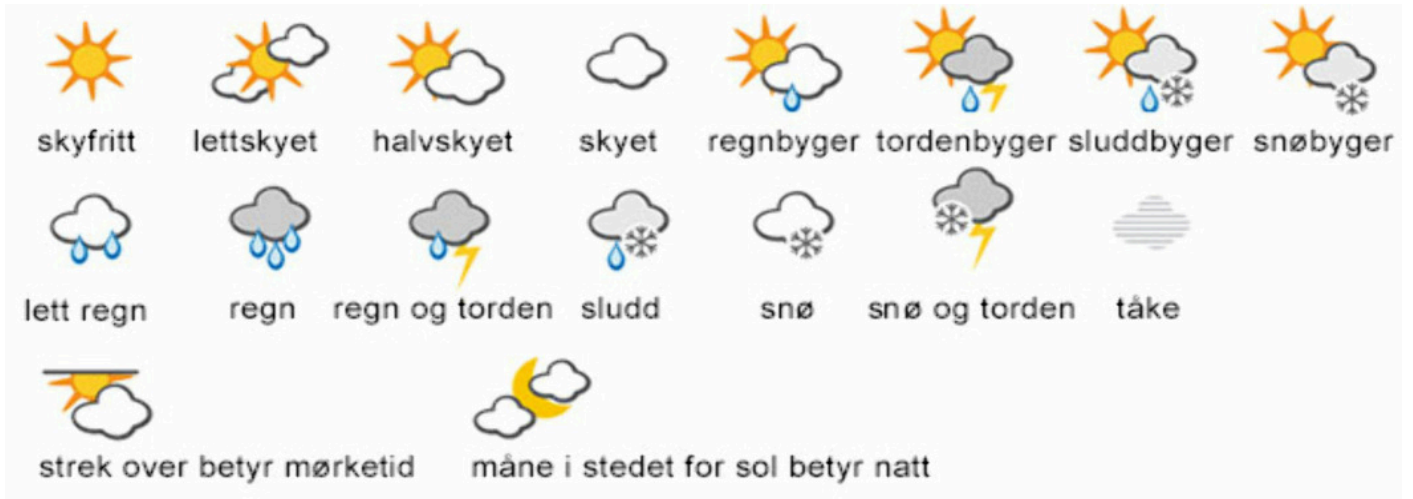 skyfritt lettskyet halvskyet skyet regnbyger tordenbyger sluddbyger snøbyger
lett regn regn regn og torden sludd snø snø og torden tåke
strek over betyr mørketid måne i stedet for sol betyr natt